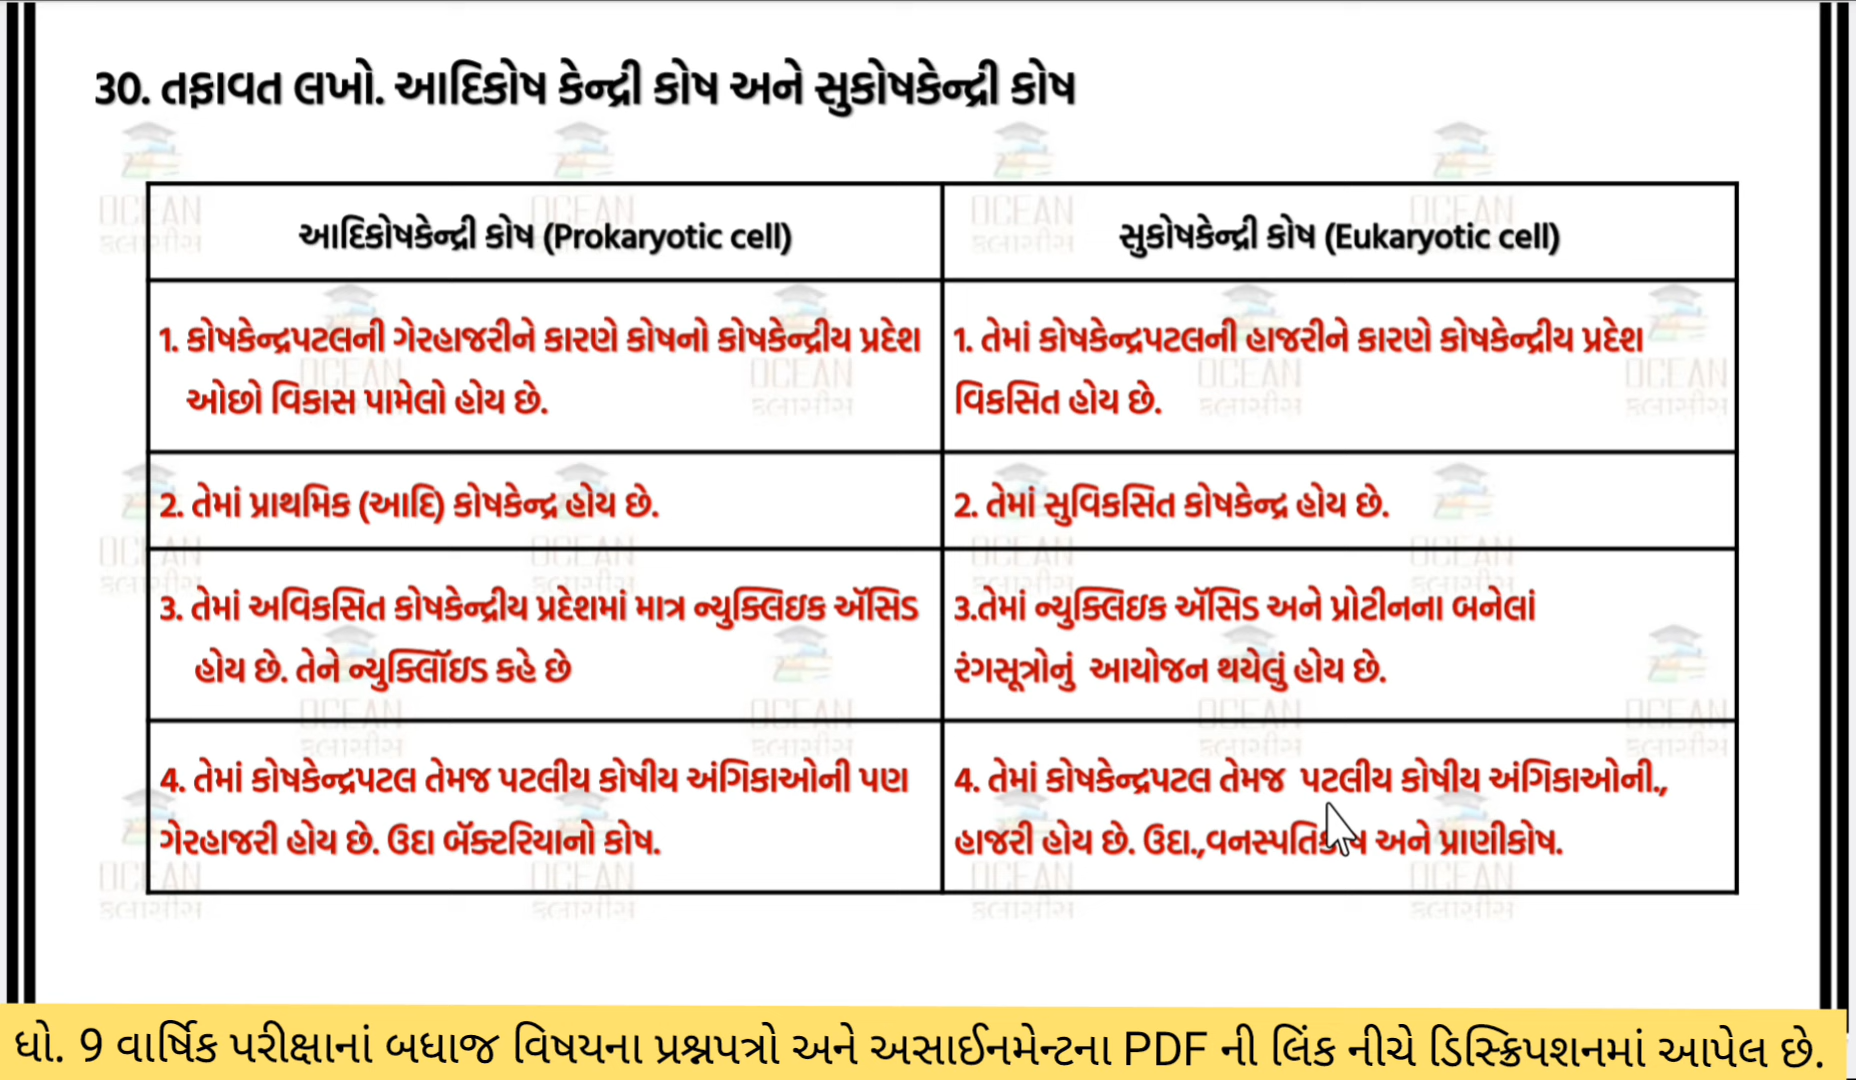 30. તફાવત લખો. આદિકોષ કેન્દ્રી કોષ અને સુકોષકેન્દ્રી કોષ
આદિકોષકેન્દ્રી કોષ (Prokaryotic cell)
સુકોષકેન્દ્રી કોષ (Eukaryotic cell)
1. કોષકેન્દ્રપટલની ગેરહાજરીને કારણે કોષનો કોષકેન્દ્રીય પ્રદેશ
ઓછો વિકાસ પામેલો હોય છે.
1. તેમાં કોષકેન્દ્રપટલની હાજરીને કારણે કોષકેન્દ્રીય પ્રદેશ
વિકસિત હોય છે.
2. તેમાં પ્રાથમિક (આદિ) કોષકેન્દ્ર હોય છે.
2. તેમાં સુવિકસિત કોષકેન્દ્ર હોય છે.
3. તેમાં અવિકસિત કોષકેન્દ્રીય પ્રદેશમાં માત્ર ન્યુક્લિઇક ઍસિડ
હોય છે. તેને ન્યુક્લિઑઇડ કહે છે
3.તેમાં ન્યુક્લિઇક ઍસિડ અને પ્રોટીનના બનેલાં
રંગસૂત્રોનું આયોજન થયેલું હોય છે.
4. તેમાં કોષકેન્દ્રપટલ તેમજ પટલીય કોષીય અંગિકાઓની પણ
ગેરહાજરી હોય છે. ઉદા બૅક્ટરિયાનો કોષ.
4. તેમાં કોષકેન્દ્રપટલ તેમજ પટલીય કોષીય અંગિકાઓની.,
હાજરી હોય છે. ઉદા.,વનસ્પતિકોષ અને પ્રાણીકોષ.
OCEAN
ક્લાસીસ
ધો. 9 વાર્ષિક પરીક્ષાનાં બધાજ વિષયના પ્રશ્નપત્રો અને અસાઈનમેન્ટના PDF ની લિંક નીચે ડિસ્ક્રિપશનમાં આપેલ છે.